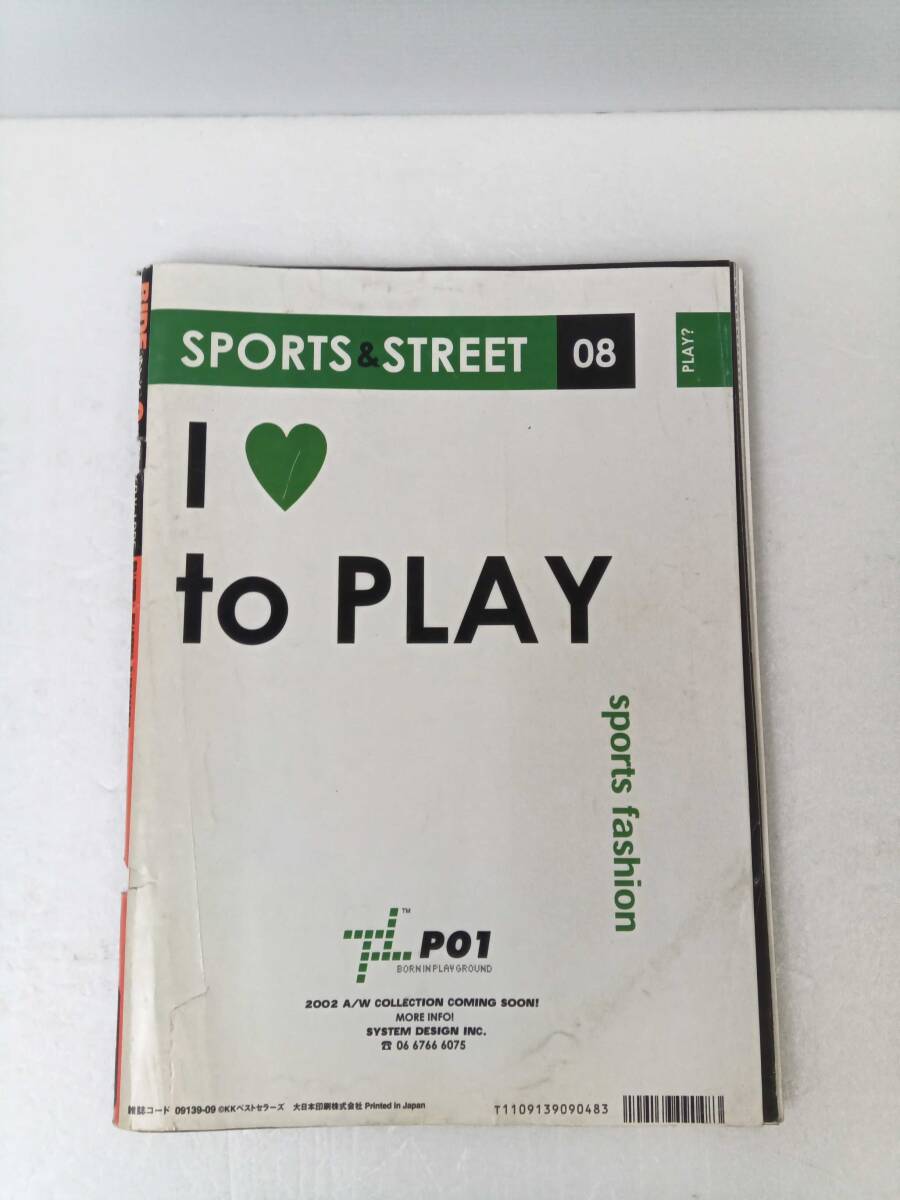 SPORTS&STREET 08
PLAY?
I ♥
to PLAY
sports fashion
TM
P01
BORN IN PLAYGROUND
2002 A/W COLLECTION COMING SOON!
MORE INFO!
SYSTEM DESIGN INC.
☎ 06 6766 6075
雑誌コード 09139-09 ©KKベストセラーズ 大日本印刷株式会社 Printed in Japan
T1109139090483
RIDE